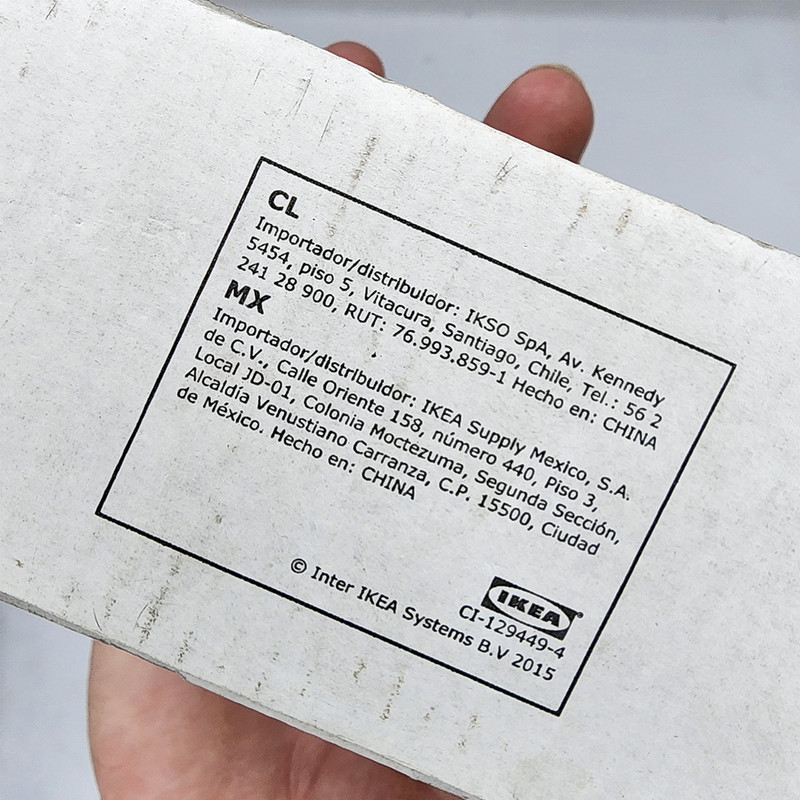 CL
Importador/distribuidor: IKSO SpA, Av. Kennedy
5454, piso 5, Vitacura, Santiago, Chile, Tel.: 56 2
241 28 900, RUT: 76.993.859-1 Hecho en: CHINA
MX
Importador/distribuidor: IKEA Supply Mexico, S.A.
de C.V., Calle Oriente 158, número 440, Piso 3,
Local JD-01, Colonia Moctezuma, Segunda Sección,
Alcaldía Venustiano Carranza, C.P. 15500, Ciudad
de México. Hecho en: CHINA
IKEA®
CI-129449-4
© Inter IKEA Systems B.V 2015